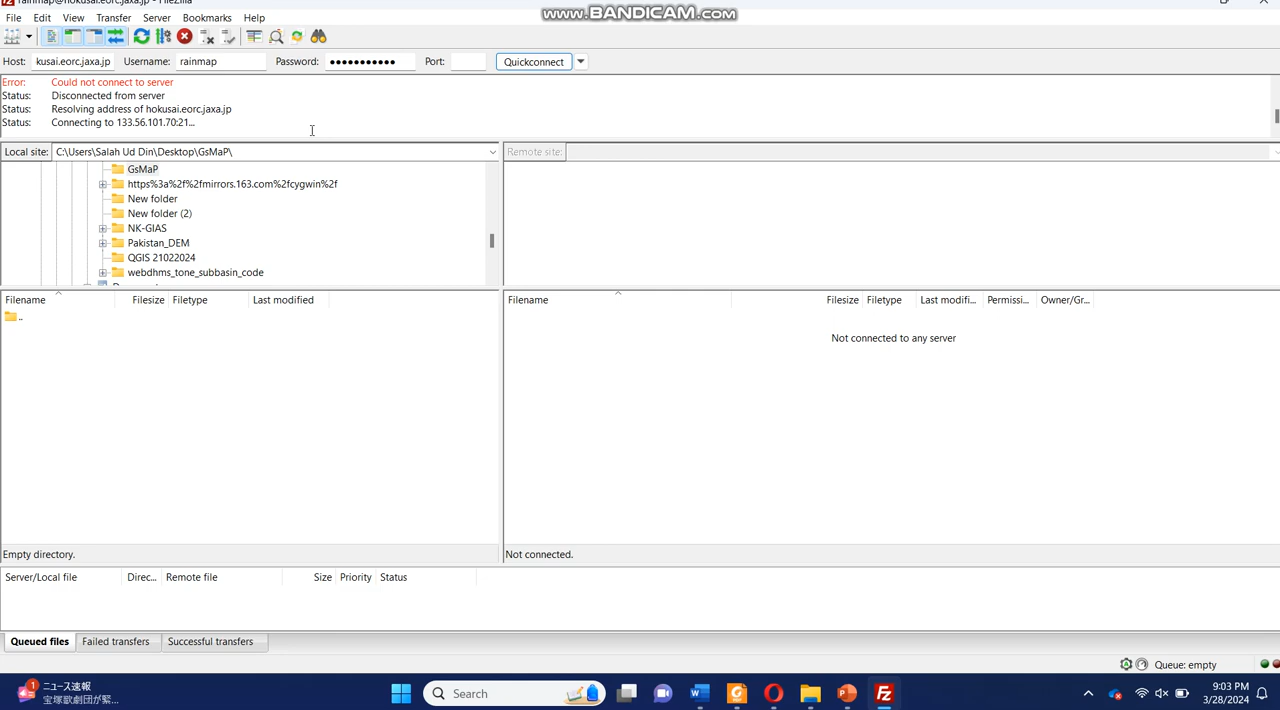 www.BANDICAM.com
rainmap@hokusai.eorc.jaxa.jp - FileZilla
File Edit View Transfer Server Bookmarks Help
Host: kusai.eorc.jaxa.jp Username: rainmap Password: ●●●●●●●●●●● Port: Quickconnect
Error: Could not connect to server
Status: Disconnected from server
Status: Resolving address of hokusai.eorc.jaxa.jp
Status: Connecting to 133.56.101.70:21...
Local site: C:\Users\Salah Ud Din\Desktop\GsMaP\ Remote site:
GsMaP
https%3a%2f%2fmirrors.163.com%2fcygwin%2f
New folder
New folder (2)
NK-GIAS
Pakistan_DEM
QGIS 21022024
webdhms_tone_subbasin_code
Filename Filesize Filetype Last modified Filename Filesize Filetype Last modifi... Permissi... Owner/Gr...
..
Not connected to any server
Empty directory. Not connected.
Server/Local file Direc... Remote file Size Priority Status
Queued files Failed transfers Successful transfers
Queue: empty
1
ニュース速報
宝塚歌劇団が緊...
Search
9:03 PM
3/28/2024